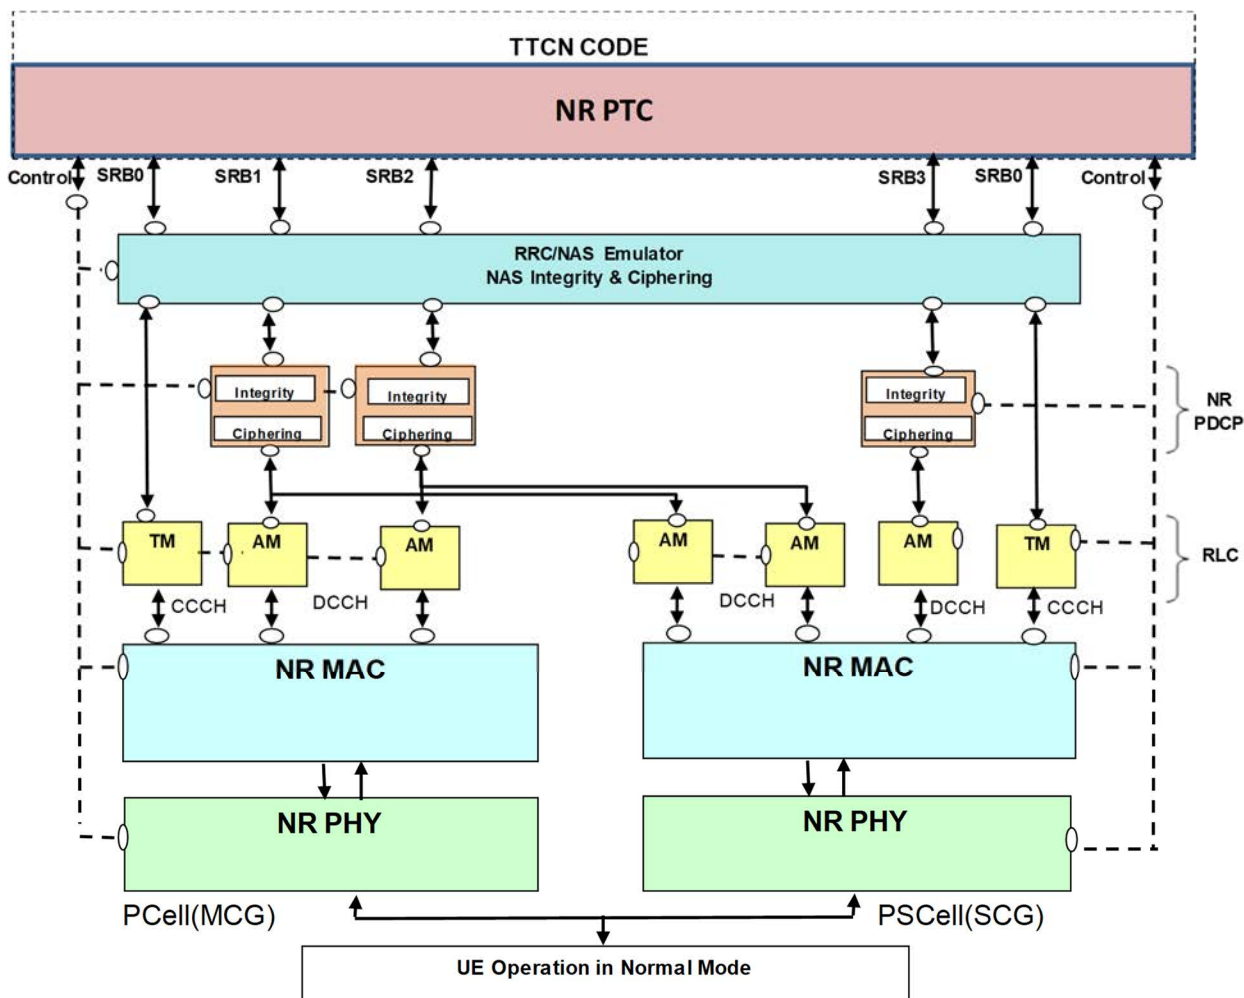 TTCN CODE
NR PTC
Control
SRB0
SRB1
SRB2
SRB3
SRB0
Control
RRC/NAS Emulator
NAS Integrity & Ciphering
Integrity
Ciphering
Integrity
Ciphering
Integrity
Ciphering
NR
PDCP
TM
AM
AM
AM
AM
AM
TM
RLC
CCCH
DCCH
DCCH
DCCH
CCCH
NR MAC
NR MAC
NR PHY
NR PHY
PCell(MCG)
PSCell(SCG)
UE Operation in Normal Mode